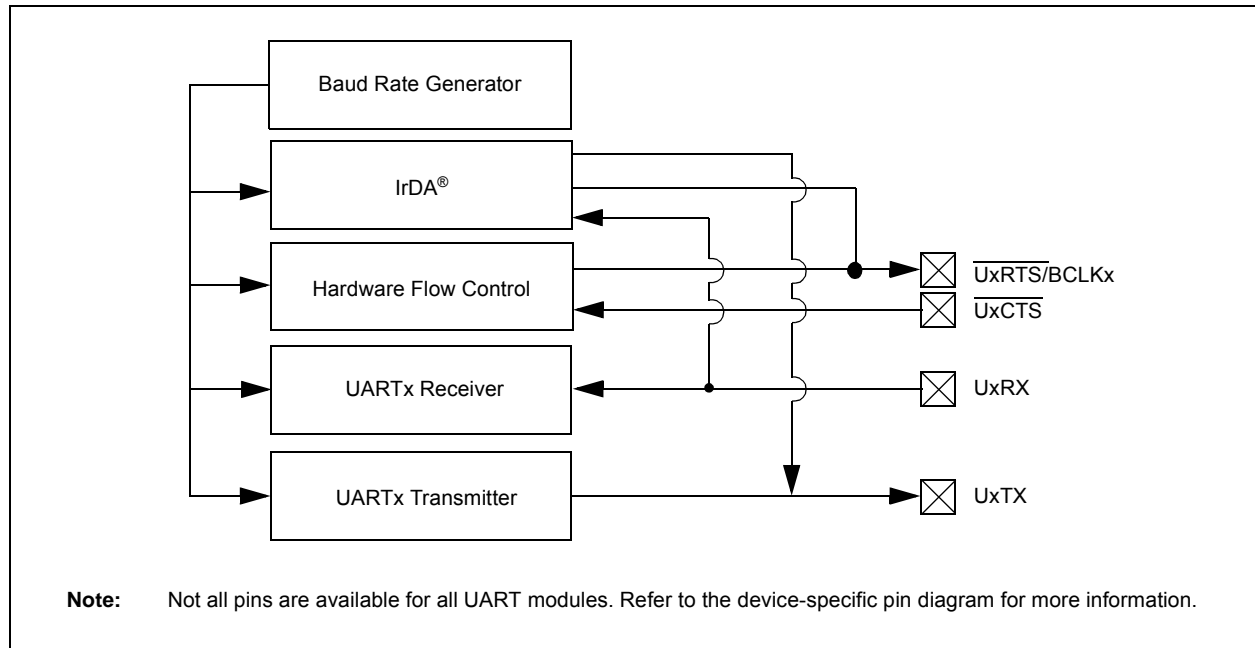 Baud Rate Generator
IrDA®
Hardware Flow Control
UxRTS/BCLKx
UxCTS
UARTx Receiver
UxRX
UARTx Transmitter
UxTX
Note: Not all pins are available for all UART modules. Refer to the device-specific pin diagram for more information.